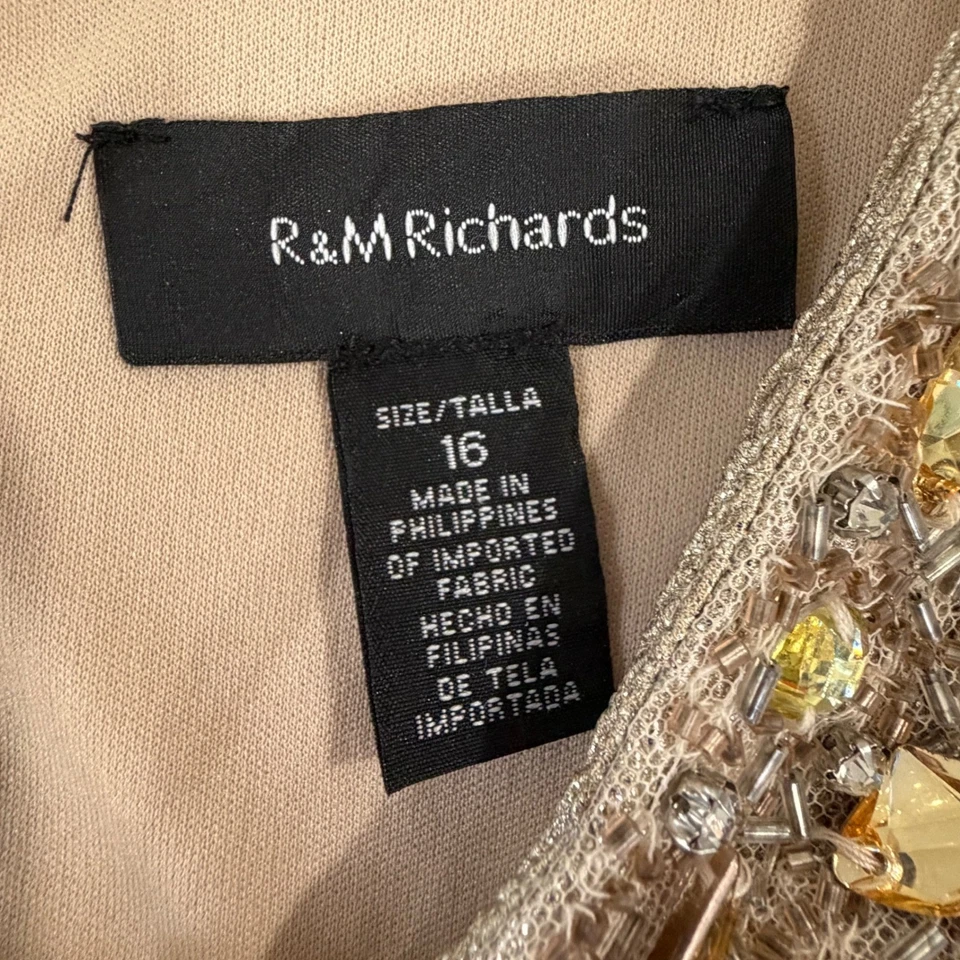 R&M Richards
SIZE/TALLA
16
MADE IN
PHILIPPINES
OF IMPORTED
FABRIC
HECHO EN
FILIPINAS
DE TELA
IMPORTADA